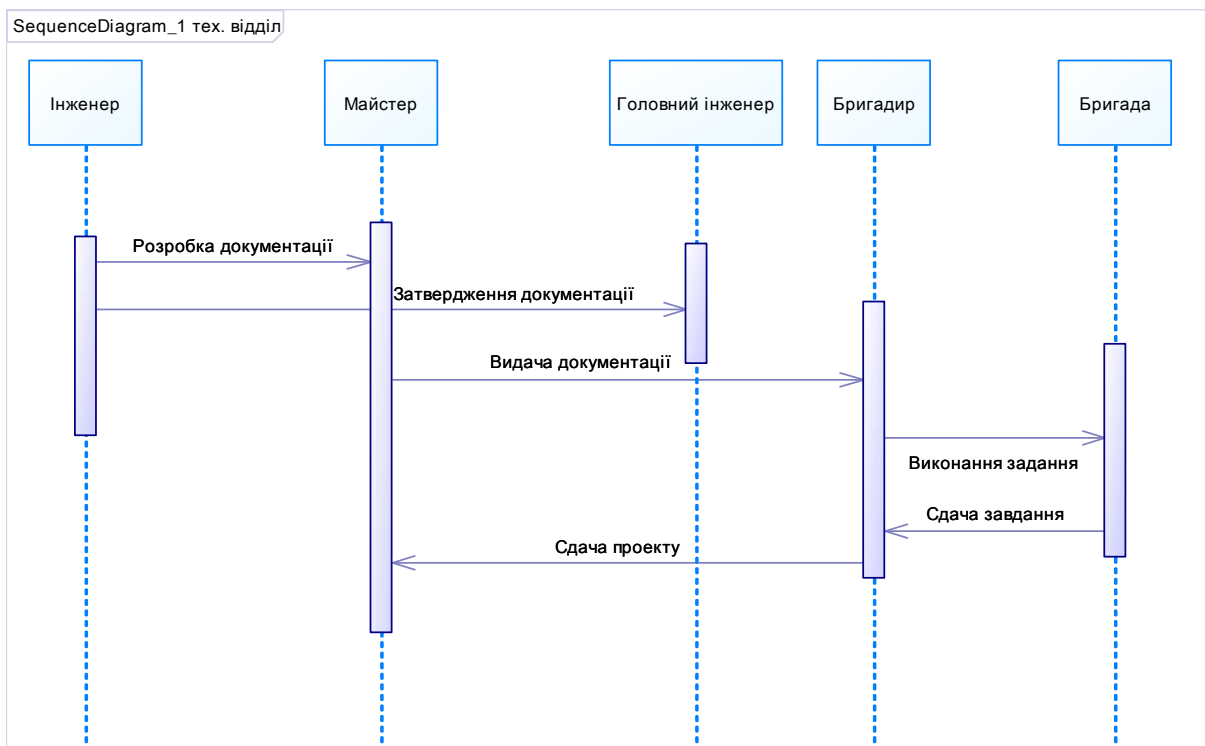 SequenceDiagram_1 тех. відділ
Інженер
Майстер
Головний інженер
Бригадир
Бригада
Розробка документації
Затвердження документації
Видача документації
Виконання задання
Сдача завдання
Сдача проекту